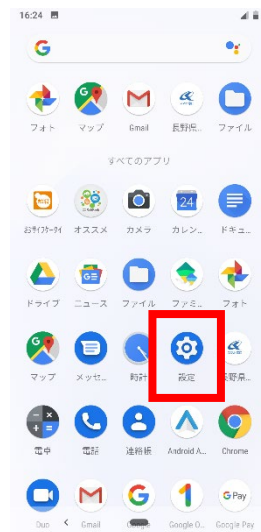 16:24
フォト マップ Gmail 長野県... ファイル
すべてのアプリ
オススメ カメラ カレン... ドキュ...
24
ドライブ ニュース ファイル ファミ... フォト
マップ メッセ... 時計 設定 長野県...
電卓 電話 連絡帳 Android A... Chrome
G Pay
Duo Gmail Google Google O... Google Pay